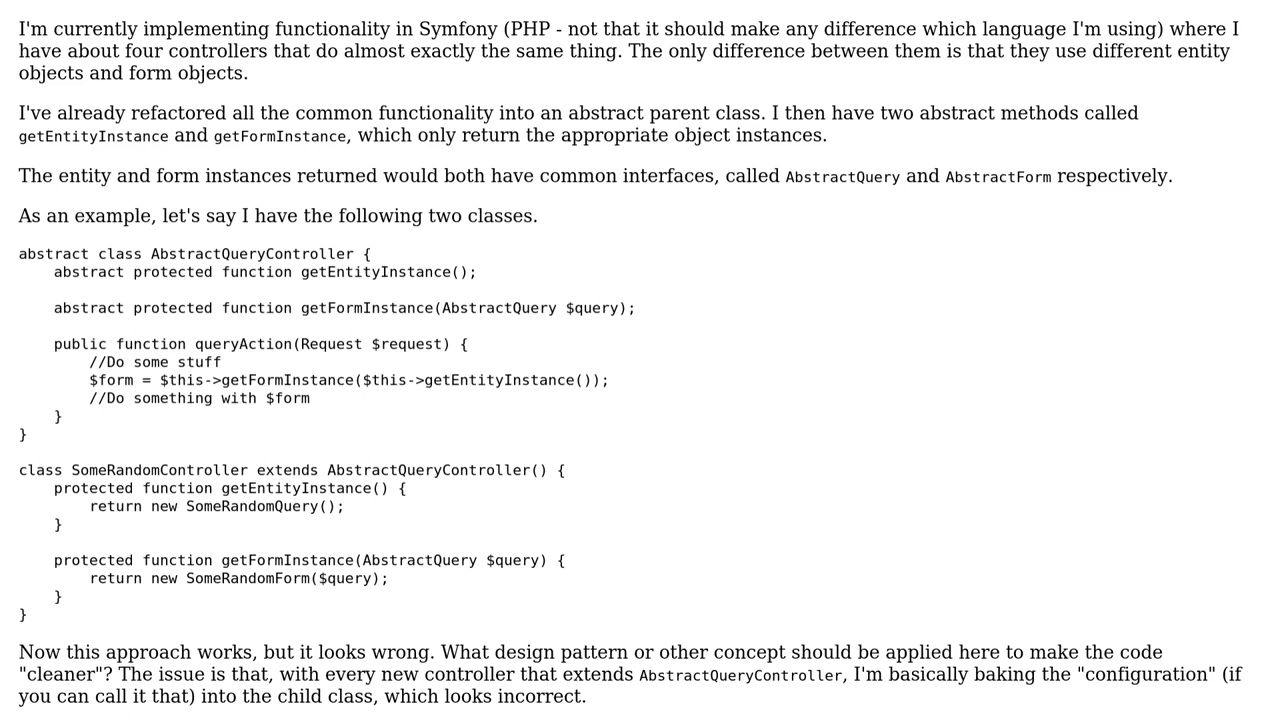 I'm currently implementing functionality in Symfony (PHP - not that it should make any difference which language I'm using) where I
have about four controllers that do almost exactly the same thing. The only difference between them is that they use different entity
objects and form objects.
I've already refactored all the common functionality into an abstract parent class. I then have two abstract methods called
getEntityInstance and getFormInstance, which only return the appropriate object instances.
The entity and form instances returned would both have common interfaces, called AbstractQuery and AbstractForm respectively.
As an example, let's say I have the following two classes.
abstract class AbstractQueryController {
    abstract protected function getEntityInstance();
    abstract protected function getFormInstance(AbstractQuery $query);
    public function queryAction(Request $request) {
        //Do some stuff
        $form = $this->getFormInstance($this->getEntityInstance());
        //Do something with $form
    }
}
class SomeRandomController extends AbstractQueryController() {
    protected function getEntityInstance() {
        return new SomeRandomQuery();
    }
    protected function getFormInstance(AbstractQuery $query) {
        return new SomeRandomForm($query);
    }
}
Now this approach works, but it looks wrong. What design pattern or other concept should be applied here to make the code
"cleaner"? The issue is that, with every new controller that extends AbstractQueryController, I'm basically baking the "configuration" (if
you can call it that) into the child class, which looks incorrect.